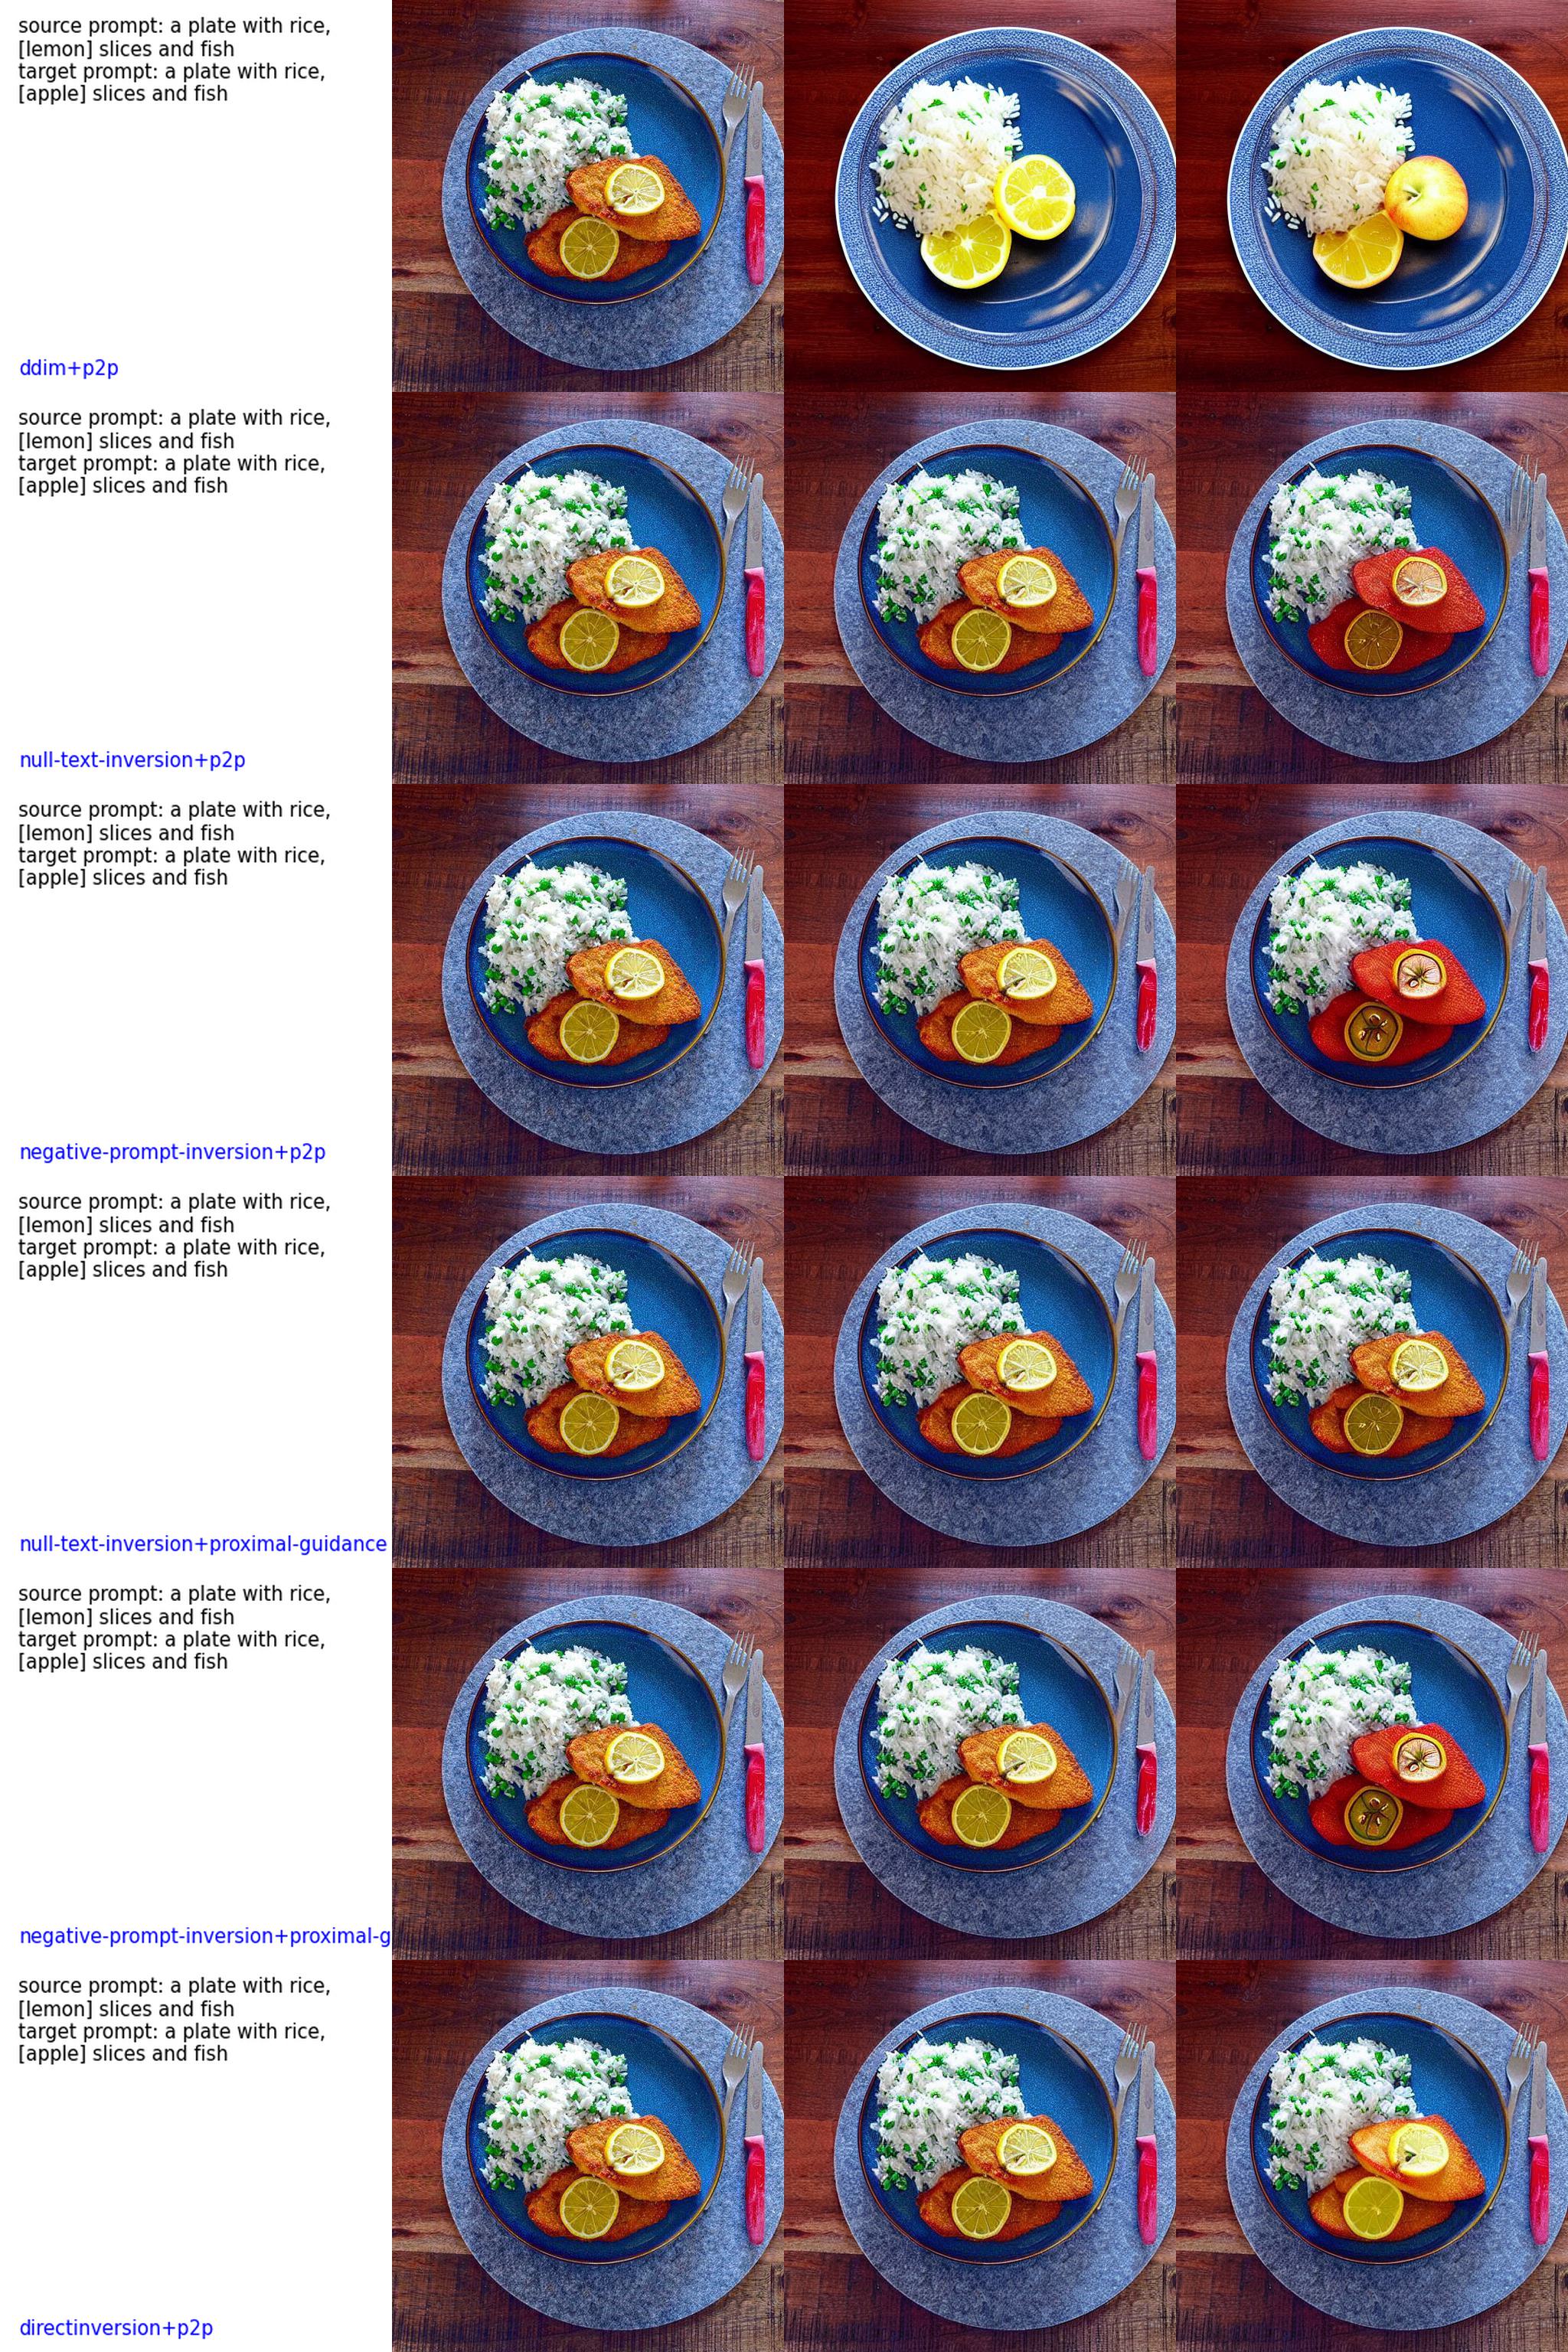 source prompt: a plate with rice,
[lemon] slices and fish
target prompt: a plate with rice,
[apple] slices and fish
ddim+p2p
source prompt: a plate with rice,
[lemon] slices and fish
target prompt: a plate with rice,
[apple] slices and fish
null-text-inversion+p2p
source prompt: a plate with rice,
[lemon] slices and fish
target prompt: a plate with rice,
[apple] slices and fish
negative-prompt-inversion+p2p
source prompt: a plate with rice,
[lemon] slices and fish
target prompt: a plate with rice,
[apple] slices and fish
null-text-inversion+proximal-guidance
source prompt: a plate with rice,
[lemon] slices and fish
target prompt: a plate with rice,
[apple] slices and fish
negative-prompt-inversion+proximal-g
source prompt: a plate with rice,
[lemon] slices and fish
target prompt: a plate with rice,
[apple] slices and fish
directinversion+p2p